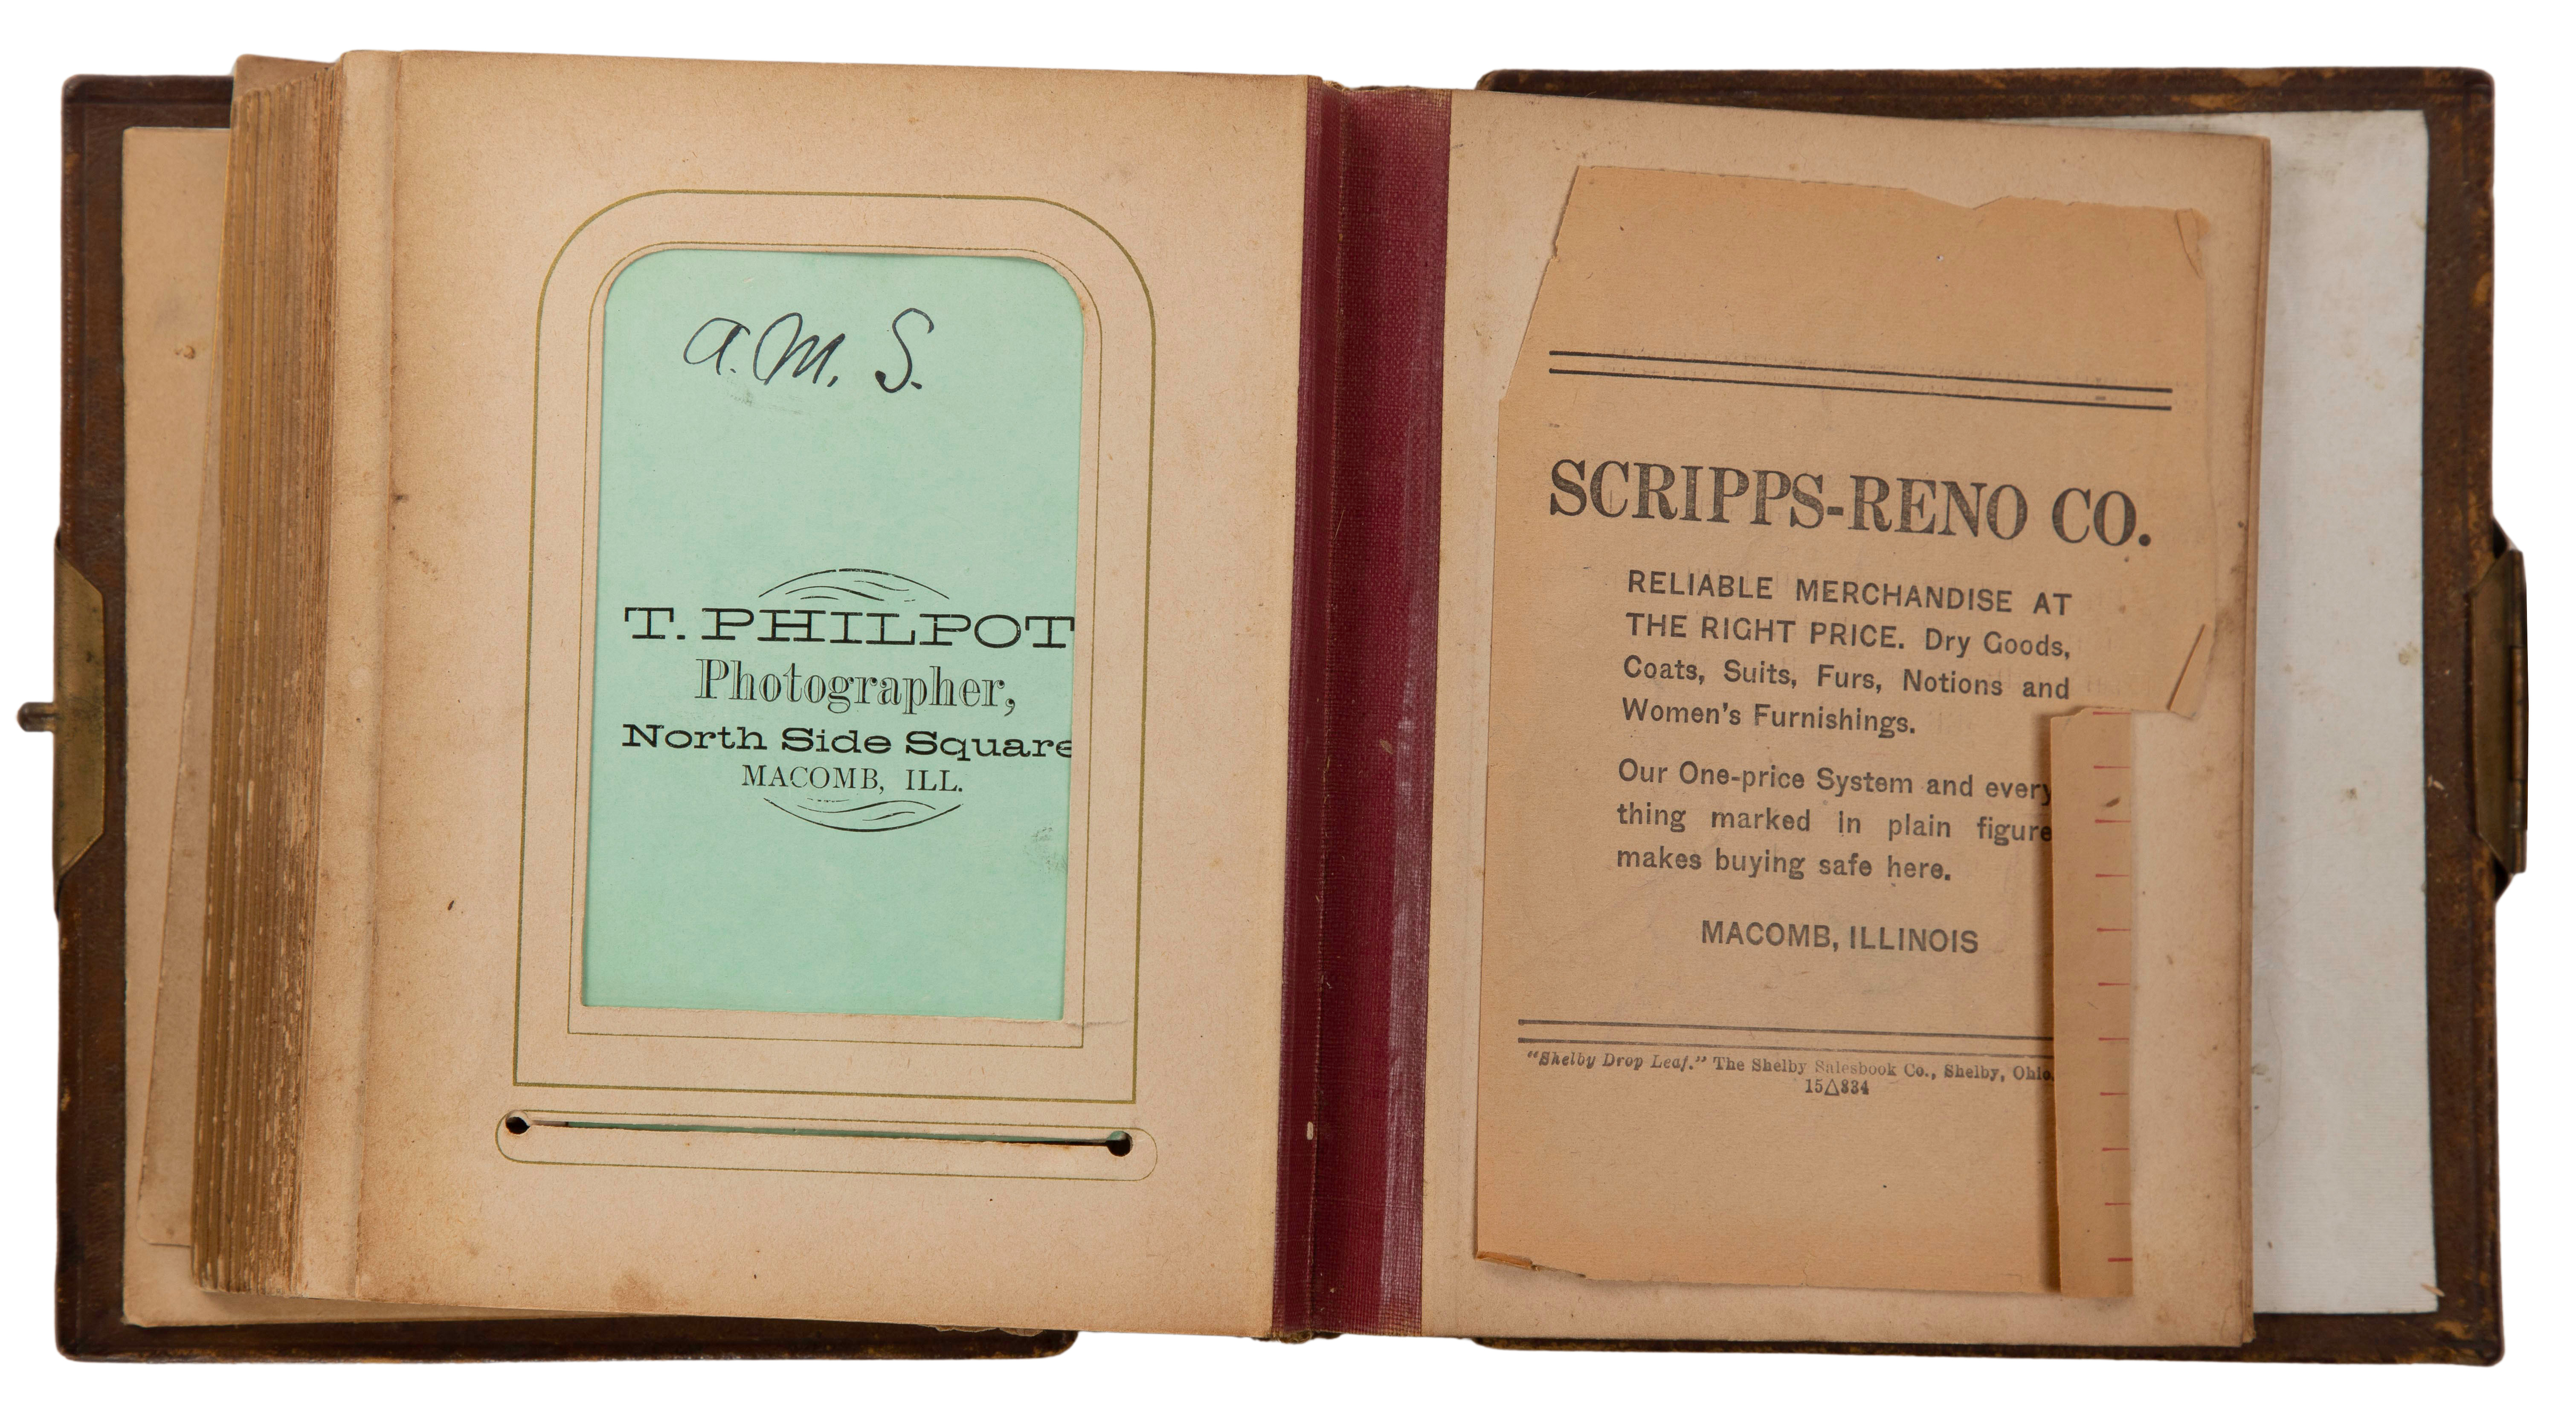 a. M. S.
T. PHILPOT
Photographer,
North Side Square
MACOMB, ILL.
SCRIPPS-RENO CO.
RELIABLE MERCHANDISE AT
THE RIGHT PRICE. Dry Goods,
Coats, Suits, Furs, Notions and
Women's Furnishings.
Our One-price System and every
thing marked in plain figure
makes buying safe here.
MACOMB, ILLINOIS
"Shelby Drop Leaf." The Shelby Salesbook Co., Shelby, Ohio.
15△334